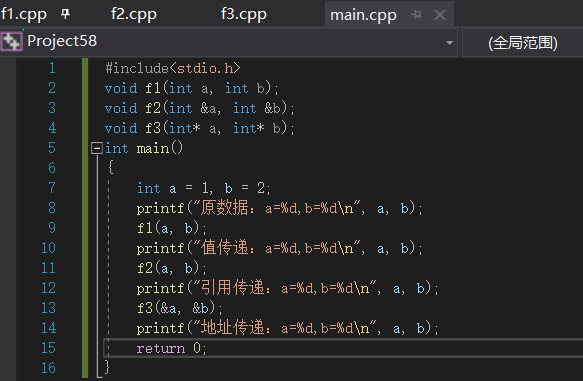 f1.cpp f2.cpp f3.cpp main.cpp
Project58 (全局范围)
1 #include<stdio.h>
2 void f1(int a, int b);
3 void f2(int &a, int &b);
4 void f3(int* a, int* b);
5 int main()
6 {
7 int a = 1, b = 2;
8 printf("原数据：a=%d,b=%d\n", a, b);
9 f1(a, b);
10 printf("值传递：a=%d,b=%d\n", a, b);
11 f2(a, b);
12 printf("引用传递：a=%d,b=%d\n", a, b);
13 f3(&a, &b);
14 printf("地址传递：a=%d,b=%d\n", a, b);
15 return 0;
16 }